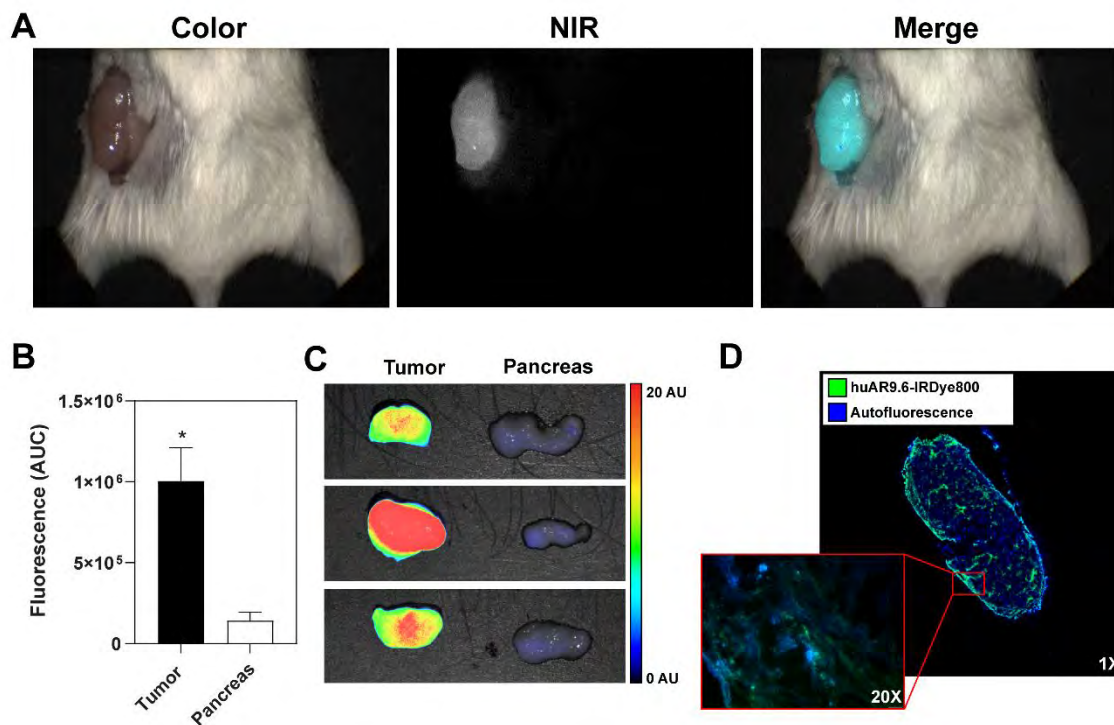 A
Color
NIR
Merge
B
Fluorescence (AUC)
1.5×10⁶
1×10⁶
5×10⁵
0
*
Tumor
Pancreas
C
Tumor
Pancreas
20 AU
0 AU
D
huAR9.6-IRDye800
Autofluorescence
1X
20X